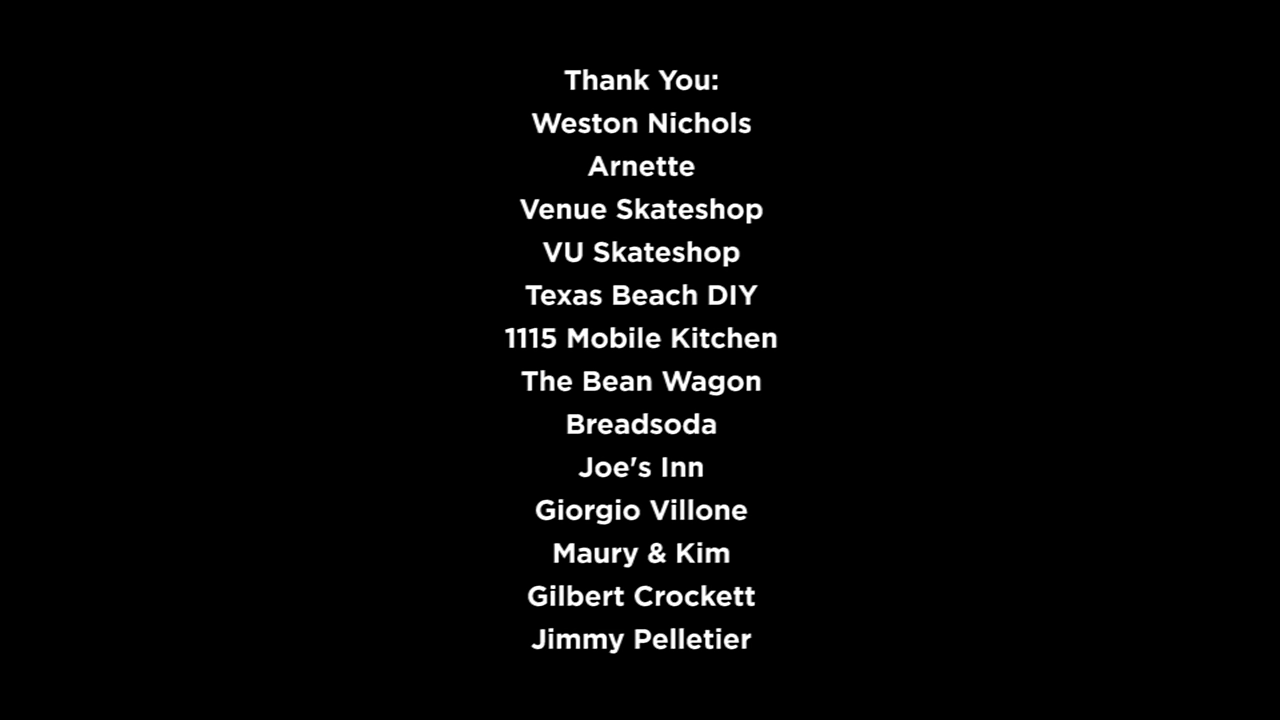 Thank You:
Weston Nichols
Arnette
Venue Skateshop
VU Skateshop
Texas Beach DIY
1115 Mobile Kitchen
The Bean Wagon
Breadsoda
Joe's Inn
Giorgio Villone
Maury & Kim
Gilbert Crockett
Jimmy Pelletier